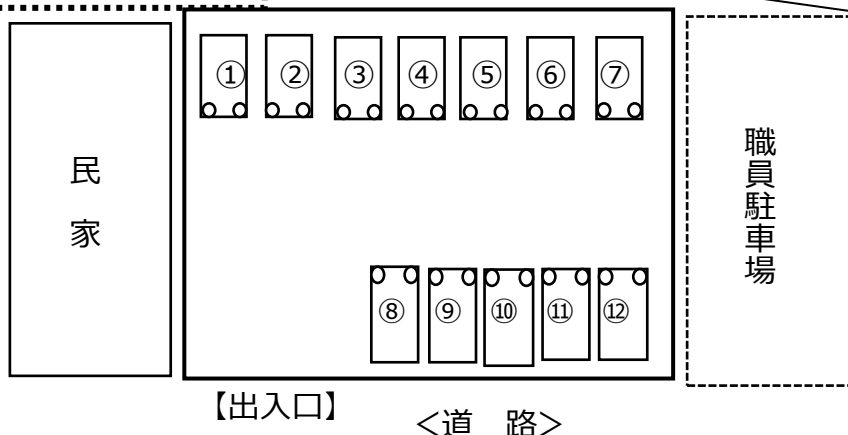 ① ② ③ ④ ⑤ ⑥ ⑦
民家
職員駐車場
⑧ ⑨ ⑩ ⑪ ⑫
【出入口】
＜道　路＞